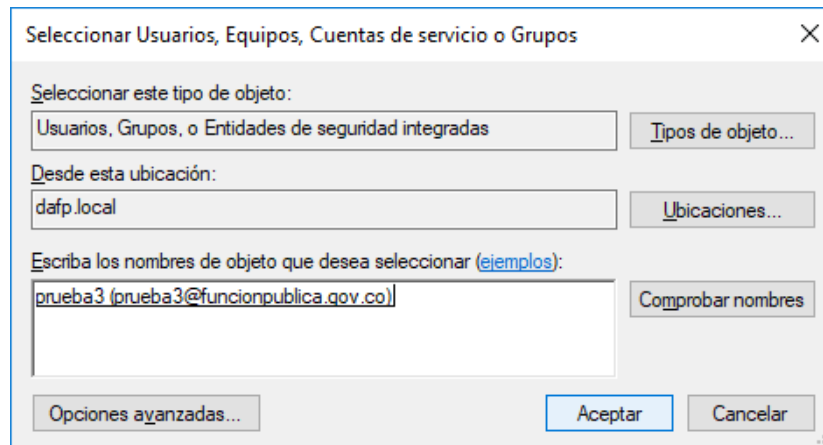 Seleccionar Usuarios, Equipos, Cuentas de servicio o Grupos
Seleccionar este tipo de objeto:
Usuarios, Grupos, o Entidades de seguridad integradas
Tipos de objeto...
Desde esta ubicación:
dafp.local
Ubicaciones...
Escriba los nombres de objeto que desea seleccionar (ejemplos):
prueba3 (prueba3@funcionpublica.gov.co)
Comprobar nombres
Opciones avanzadas...
Aceptar
Cancelar